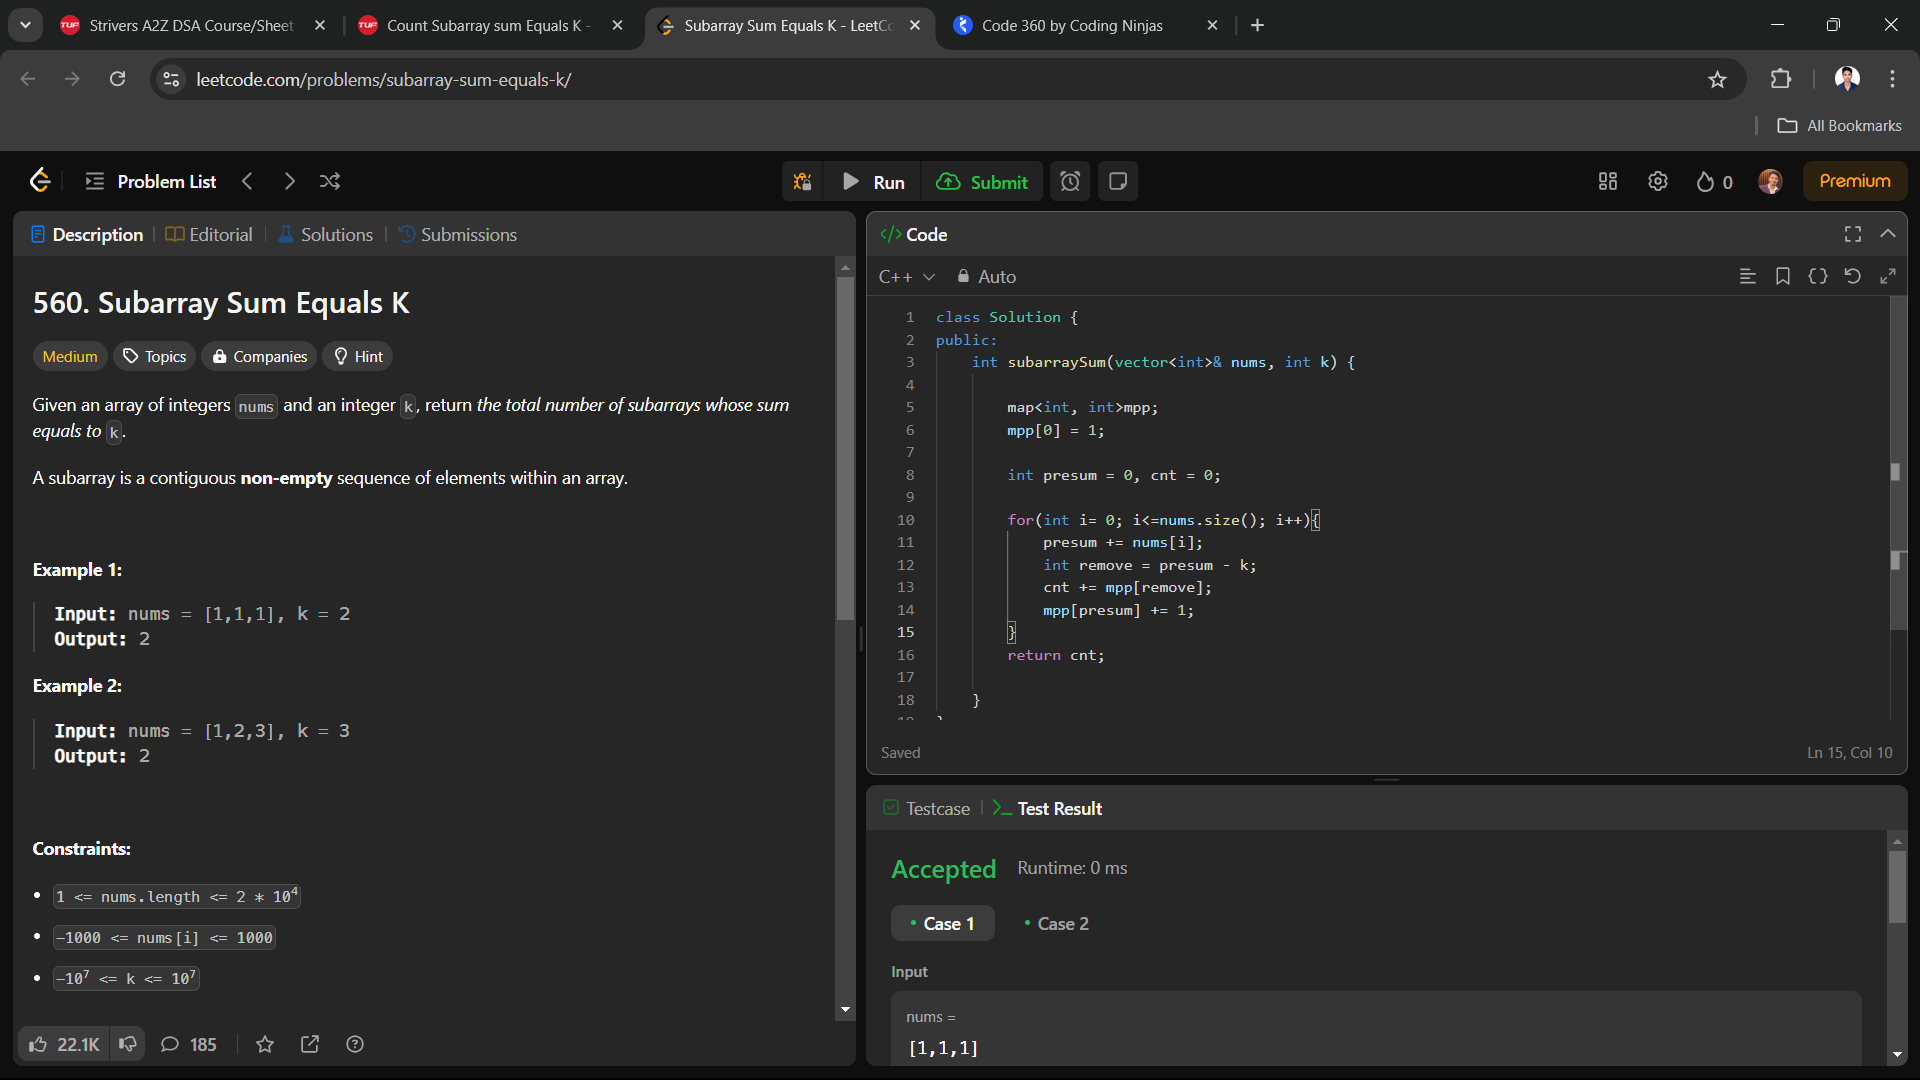 Strivers A2Z DSA Course/Sheet
Count Subarray sum Equals K -
Subarray Sum Equals K - LeetCo
Code 360 by Coding Ninjas
leetcode.com/problems/subarray-sum-equals-k/
All Bookmarks
Problem List
Run
Submit
0
Premium
Description
Editorial
Solutions
Submissions
560. Subarray Sum Equals K
Medium
Topics
Companies
Hint
Given an array of integers nums and an integer k, return the total number of subarrays whose sum
equals to k.
A subarray is a contiguous non-empty sequence of elements within an array.
Example 1:
Input: nums = [1,1,1], k = 2
Output: 2
Example 2:
Input: nums = [1,2,3], k = 3
Output: 2
Constraints:
• 1 <= nums.length <= 2 * 10⁴
• -1000 <= nums[i] <= 1000
• -10⁷ <= k <= 10⁷
22.1K
185
Code
C++
Auto
1 class Solution {
2 public:
3 int subarraySum(vector<int>& nums, int k) {
4
5 map<int, int>mpp;
6 mpp[0] = 1;
7
8 int presum = 0, cnt = 0;
9
10 for(int i= 0; i<=nums.size(); i++){
11 presum += nums[i];
12 int remove = presum - k;
13 cnt += mpp[remove];
14 mpp[presum] += 1;
15 }
16 return cnt;
17
18 }
Saved
Ln 15, Col 10
Testcase
Test Result
Accepted
Runtime: 0 ms
• Case 1
• Case 2
Input
nums =
[1,1,1]